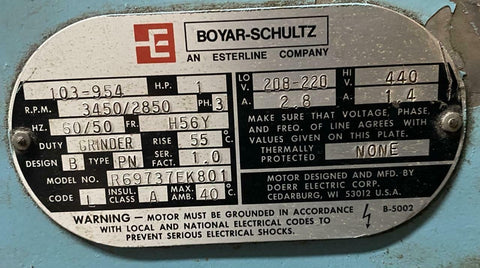 BOYAR-SCHULTZ
AN ESTERLINE COMPANY
103-954 H.P. 1
R.P.M. 3450/2850 PH. 3
HZ. 60/50 FR. H56Y
DUTY GRINDER RISE 55 °C.
DESIGN B TYPE PN SER. FACT. 1.0
MODEL NO. R69737FK801
CODE L INSUL. CLASS A MAX. AMB. 40 °C.
LO V. 208-220 HI V. 440
A. 2.8 A. 1.4
MAKE SURE THAT VOLTAGE, PHASE,
AND FREQ. OF LINE AGREES WITH
STATISTICS ON THIS PLATE.
THERMALLY
PROTECTED NONE
MOTOR DESIGNED AND MFG. BY
DOERR ELECTRIC CORP.
CEDARBURG, WI 53012 U.S.A.
WARNING — MOTOR MUST BE GROUNDED IN ACCORDANCE
WITH LOCAL AND NATIONAL ELECTRICAL CODES TO
PREVENT SERIOUS ELECTRICAL SHOCKS.
B-5002